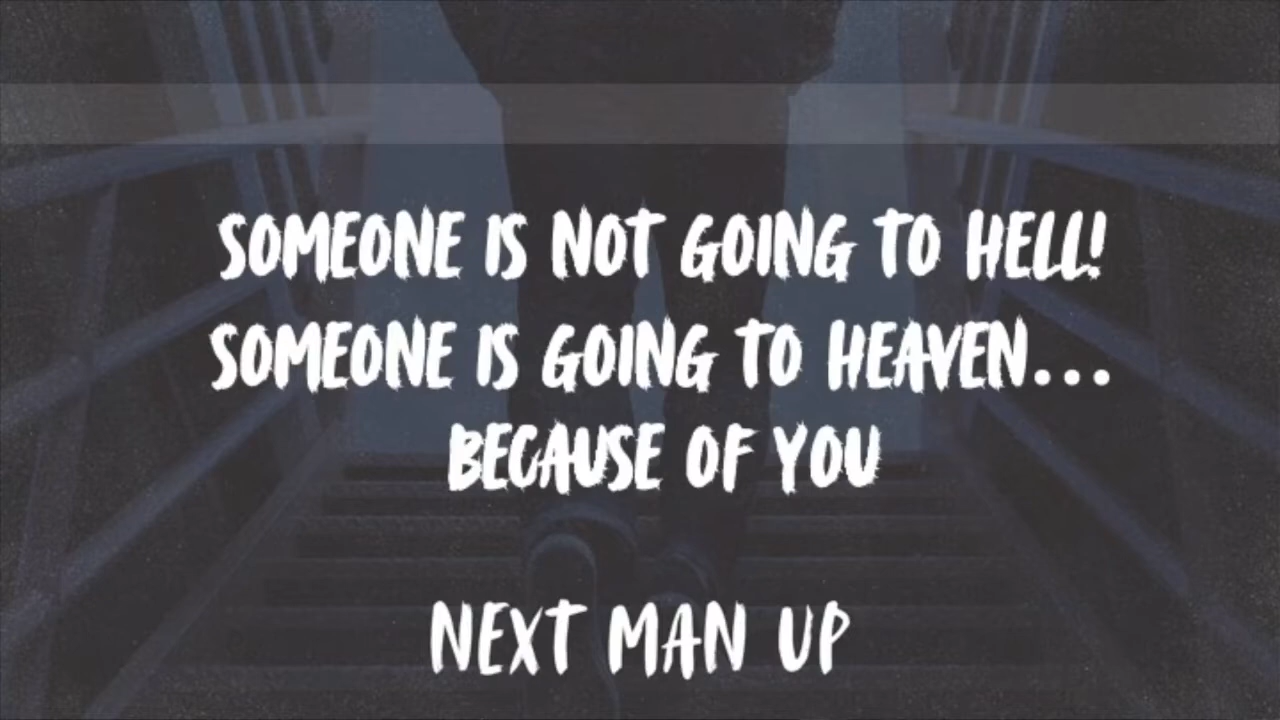 SOMEONE IS NOT GOING TO HELL!
SOMEONE IS GOING TO HEAVEN...
BECAUSE OF YOU
NEXT MAN UP